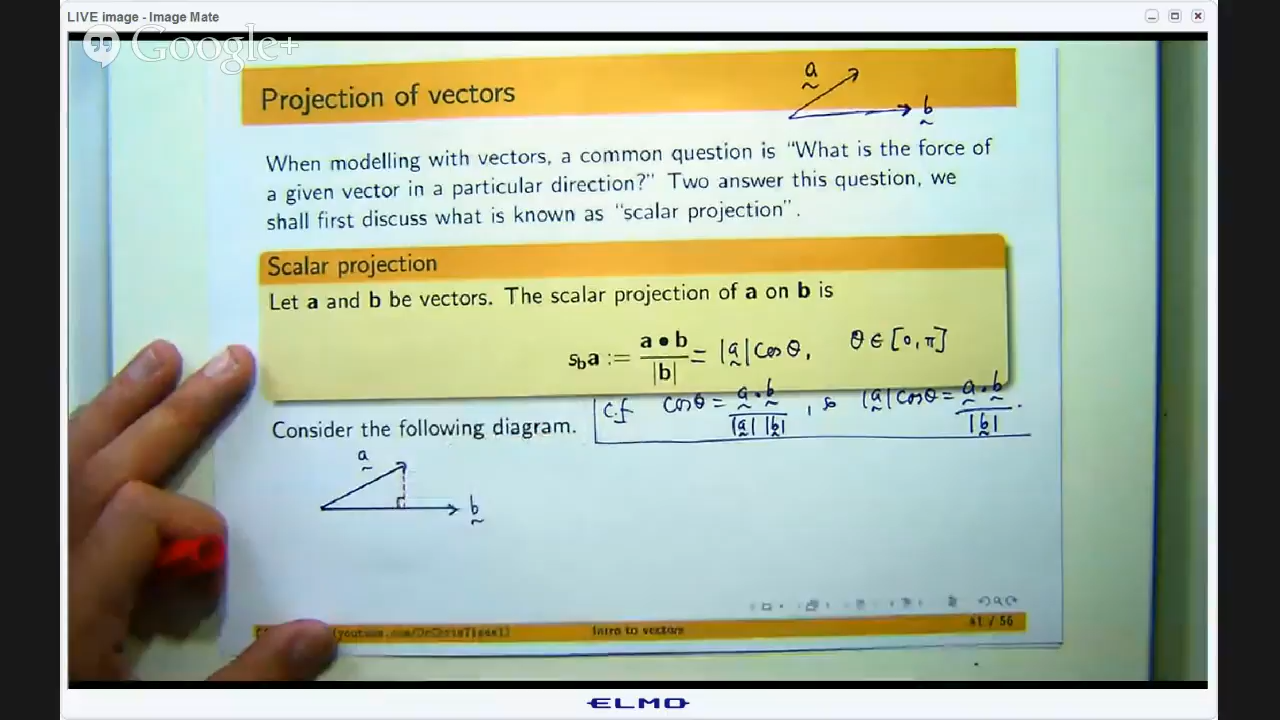 LIVE image - Image Mate
Google+
Projection of vectors
a
b
When modelling with vectors, a common question is “What is the force of
a given vector in a particular direction?” Two answer this question, we
shall first discuss what is known as “scalar projection”.
Scalar projection
Let a and b be vectors. The scalar projection of a on b is
s_b a := a • b / |b| = |a| cos θ, θ ∈ [0, π]
c.f cos θ = a • b / |a| |b| , so |a| cos θ = a • b / |b| .
Consider the following diagram.
a
b
(youtube.com/DrChrisTisdell) Intro to vectors 41 / 56
ELMO